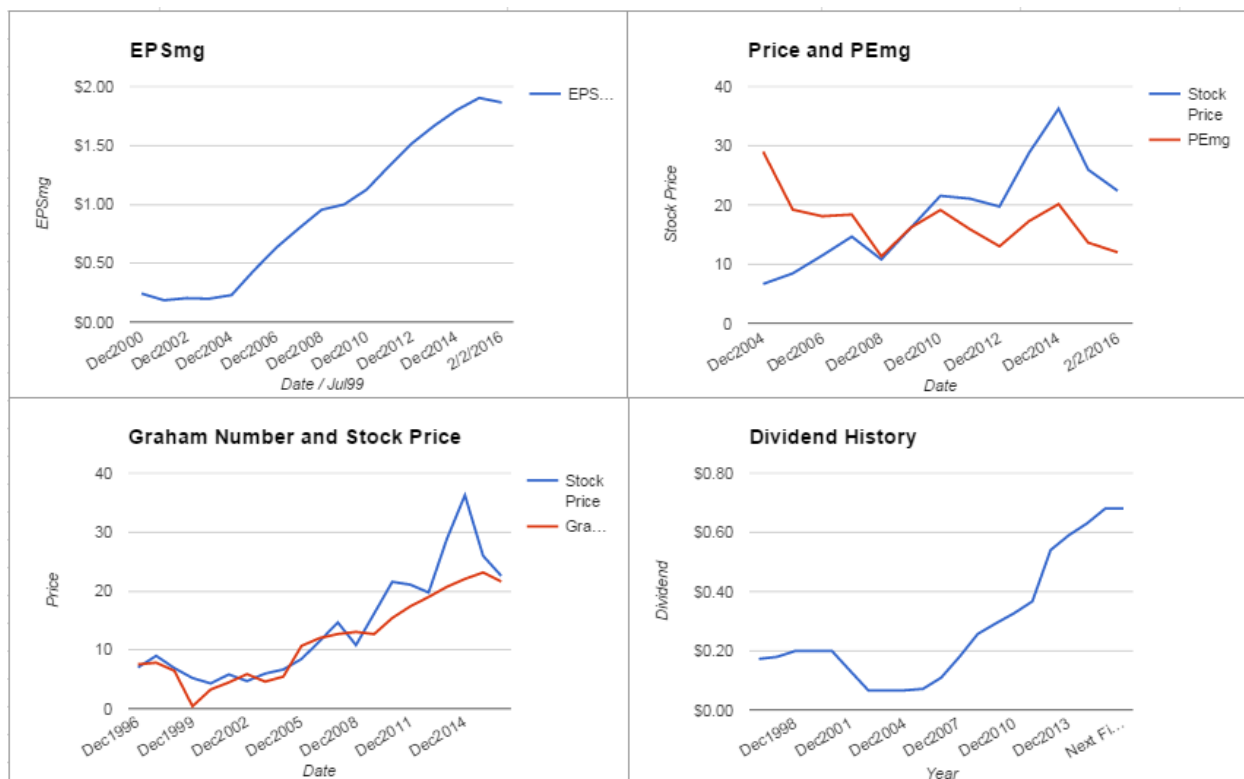 EPSmg
$2.00
$1.50
$1.00
$0.50
$0.00
EPSmg
Dec2000
Dec2002
Dec2004
Dec2006
Dec2008
Dec2010
Dec2012
Dec2014
2/2/2016
Date / Jul99
EPS...
Price and PEmg
40
30
20
10
0
Stock Price
Dec2004
Dec2006
Dec2008
Dec2010
Dec2012
Dec2014
2/2/2016
Date
Stock
Price
PEmg
Graham Number and Stock Price
40
30
20
10
0
Price
Dec1996
Dec1999
Dec2002
Dec2005
Dec2008
Dec2011
Dec2014
Date
Stock
Price
Gra...
Dividend History
$0.80
$0.60
$0.40
$0.20
$0.00
Dividend
Dec1998
Dec2001
Dec2004
Dec2007
Dec2010
Dec2013
Next Fi...
Year